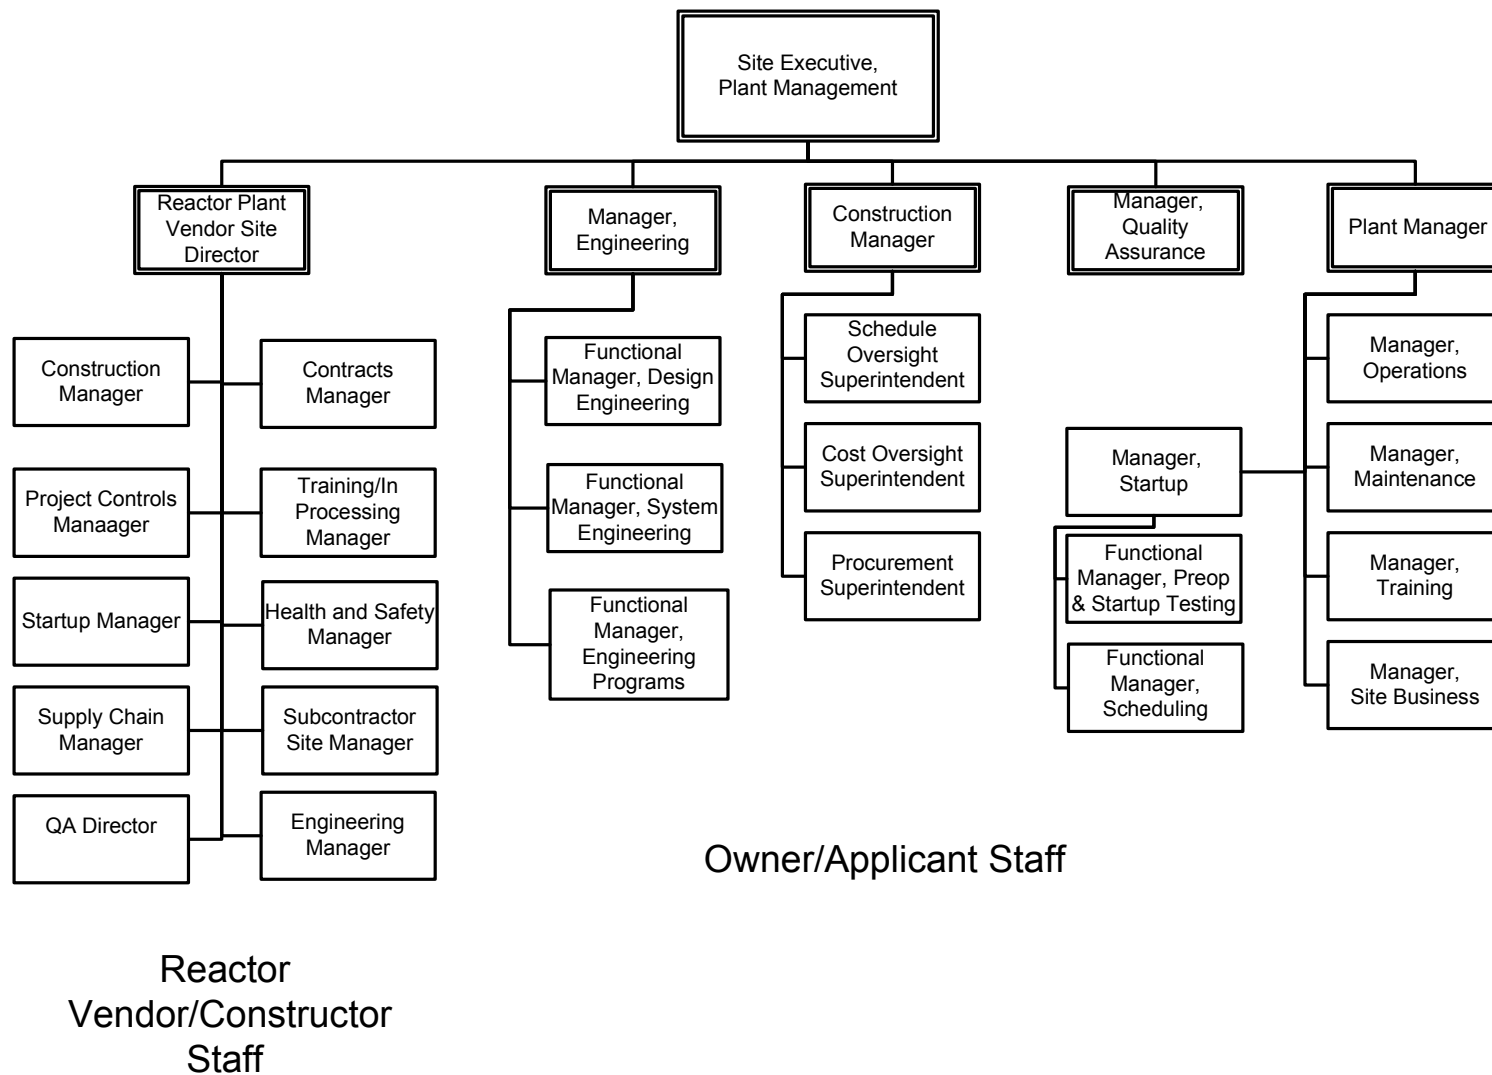 Site Executive,
Plant Management
Reactor Plant
Vendor Site
Director
Manager,
Engineering
Construction
Manager
Manager,
Quality
Assurance
Plant Manager
Construction
Manager
Contracts
Manager
Project Controls
Manaager
Training/In
Processing
Manager
Startup Manager
Health and Safety
Manager
Supply Chain
Manager
Subcontractor
Site Manager
QA Director
Engineering
Manager
Functional
Manager, Design
Engineering
Functional
Manager, System
Engineering
Functional
Manager,
Engineering
Programs
Schedule
Oversight
Superintendent
Cost Oversight
Superintendent
Procurement
Superintendent
Manager,
Startup
Functional
Manager, Preop
& Startup Testing
Functional
Manager,
Scheduling
Manager,
Operations
Manager,
Maintenance
Manager,
Training
Manager,
Site Business
Owner/Applicant Staff
Reactor
Vendor/Constructor
Staff